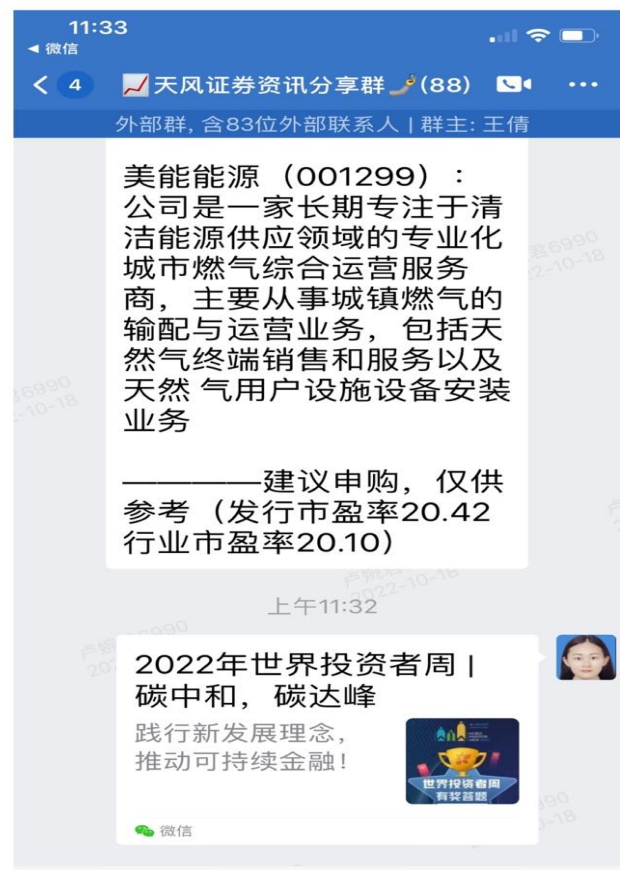 11:33
微信
4
天风证券资讯分享群(88)
外部群, 含83位外部联系人 | 群主: 王倩
美能能源（001299）：
公司是一家长期专注于清
洁能源供应领域的专业化
城市燃气综合运营服务
商，主要从事城镇燃气的
输配与运营业务，包括天
然气终端销售和服务以及
天然 气用户设施设备安装
业务
————建议申购，仅供
参考（发行市盈率20.42
行业市盈率20.10）
上午11:32
2022年世界投资者周 |
碳中和，碳达峰
践行新发展理念，
推动可持续金融！
世界投资者周
有奖答题
微信